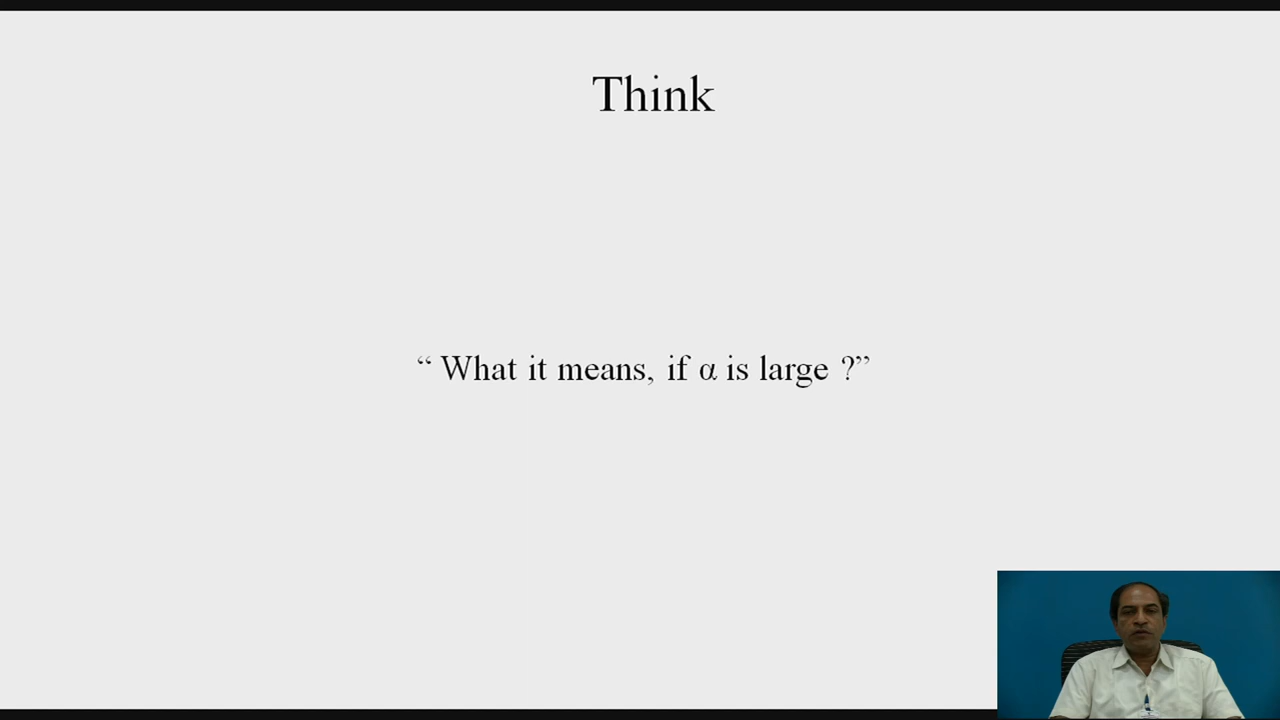 Think
“ What it means, if α is large ?”